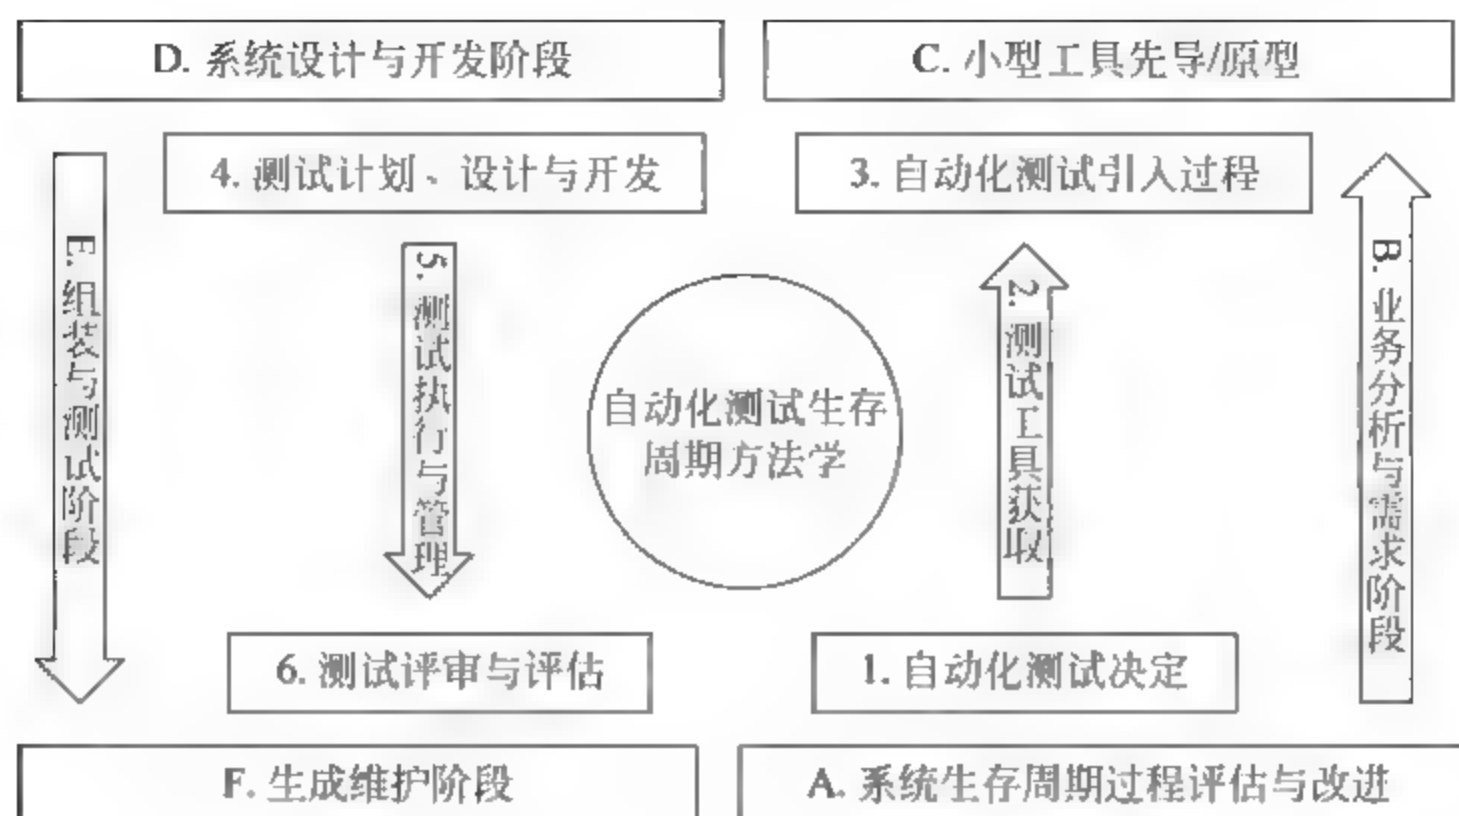 D. 系统设计与开发阶段
C. 小型工具先导/原型
4. 测试计划、设计与开发
3. 自动化测试引入过程
E. 组装与测试阶段
5. 测试执行与管理
自动化测试生存
周期方法学
2. 测试工具获取
B. 业务分析与需求阶段
6. 测试评审与评估
1. 自动化测试决定
F. 生成维护阶段
A. 系统生存周期过程评估与改进